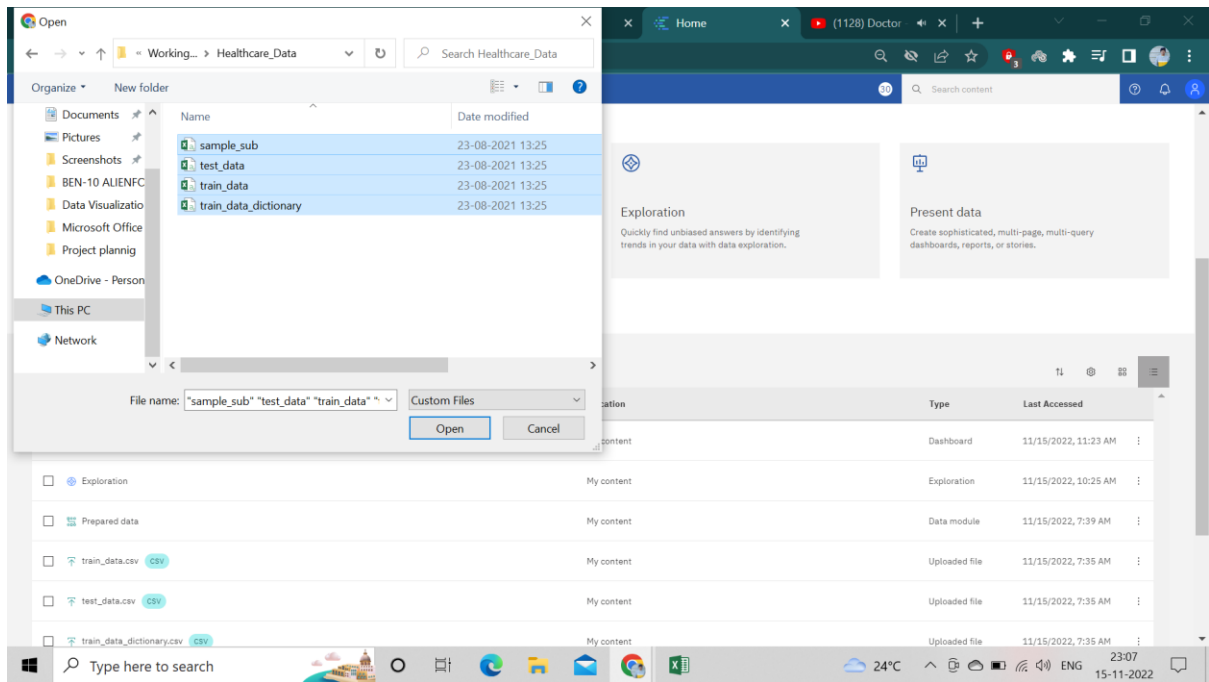 Open
Home
(1128) Doctor
Working... > Healthcare_Data
Search Healthcare_Data
3
Organize
New folder
30
Search content
Documents
Pictures
Screenshots
BEN-10 ALIENFC
Data Visualizatio
Microsoft Office
Project plannig
OneDrive - Person
This PC
Network
Name
Date modified
sample_sub 23-08-2021 13:25
test_data 23-08-2021 13:25
train_data 23-08-2021 13:25
train_data_dictionary 23-08-2021 13:25
File name: "sample_sub" "test_data" "train_data" "
Custom Files
Open
Cancel
Exploration
Quickly find unbiased answers by identifying
trends in your data with data exploration.
Present data
Create sophisticated, multi-page, multi-query
dashboards, reports, or stories.
cation Type Last Accessed
content Dashboard 11/15/2022, 11:23 AM
Exploration My content Exploration 11/15/2022, 10:25 AM
Prepared data My content Data module 11/15/2022, 7:39 AM
train_data.csv CSV My content Uploaded file 11/15/2022, 7:35 AM
test_data.csv CSV My content Uploaded file 11/15/2022, 7:35 AM
train_data_dictionary.csv CSV My content Uploaded file 11/15/2022, 7:35 AM
Type here to search
24°C
ENG
23:07
15-11-2022